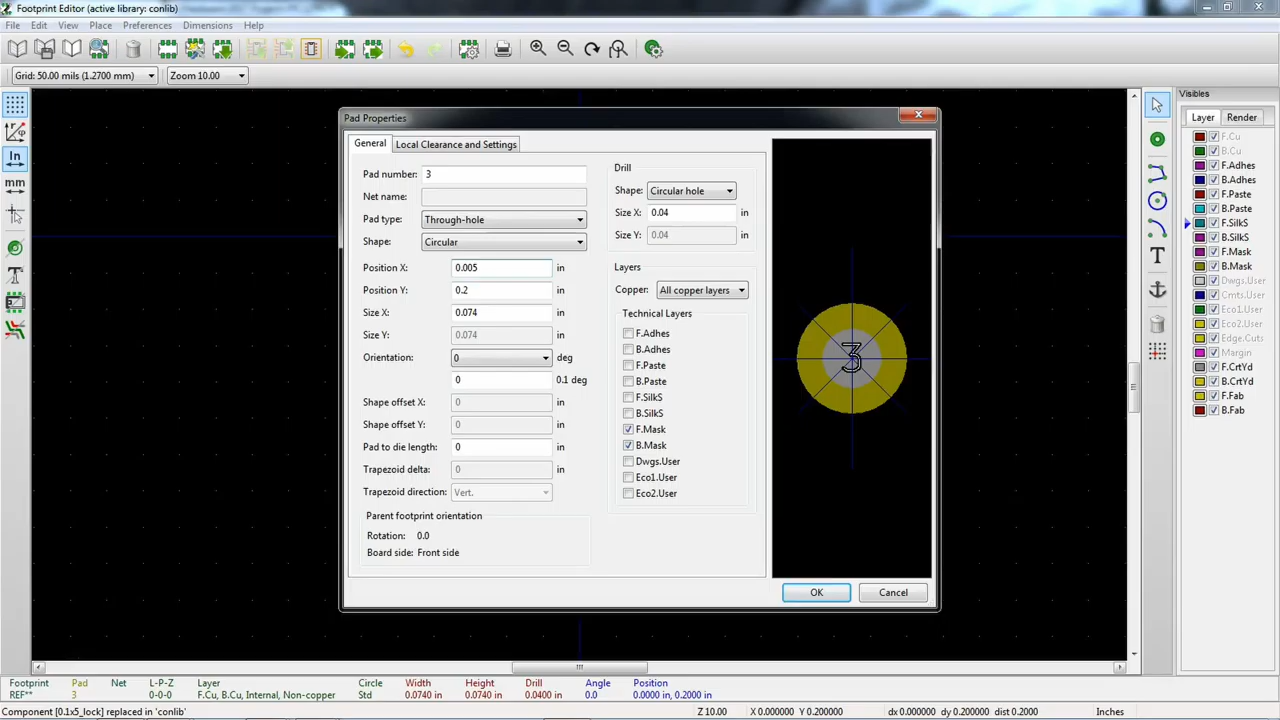 Footprint Editor (active library: conlib)
File Edit View Place Preferences Dimensions Help
Grid: 50.00 mils (1.2700 mm) Zoom 10.00
Visibles
Layer Render
F.Cu
B.Cu
F.Adhes
B.Adhes
F.Paste
B.Paste
F.SilkS
B.SilkS
F.Mask
B.Mask
Dwgs.User
Cmts.User
Eco1.User
Eco2.User
Edge.Cuts
Margin
F.CrtYd
B.CrtYd
F.Fab
B.Fab
In
mm
Pad Properties
General Local Clearance and Settings
Pad number: 3
Net name:
Pad type: Through-hole
Shape: Circular
Position X: 0.005 in
Position Y: 0.2 in
Size X: 0.074 in
Size Y: 0.074 in
Orientation: 0 deg
0 0.1 deg
Shape offset X: 0 in
Shape offset Y: 0 in
Pad to die length: 0 in
Trapezoid delta: 0 in
Trapezoid direction: Vert.
Parent footprint orientation
Rotation: 0.0
Board side: Front side
Drill
Shape: Circular hole
Size X: 0.04 in
Size Y: 0.04 in
Layers
Copper: All copper layers
Technical Layers
F.Adhes
B.Adhes
F.Paste
B.Paste
F.SilkS
B.SilkS
F.Mask
B.Mask
Dwgs.User
Eco1.User
Eco2.User
3
OK Cancel
Footprint Pad Net L-P-Z Layer Circle Width Height Drill Angle Position
REF** 3 0-0-0 F.Cu, B.Cu, Internal, Non-copper Std 0.0740 in 0.0740 in 0.0400 in 0.0 0.0000 in, 0.2000 in
Component [0.1x5_lock] replaced in 'conlib' Z 10.00 X 0.000000 Y 0.200000 dx 0.000000 dy 0.200000 dist 0.2000 Inches